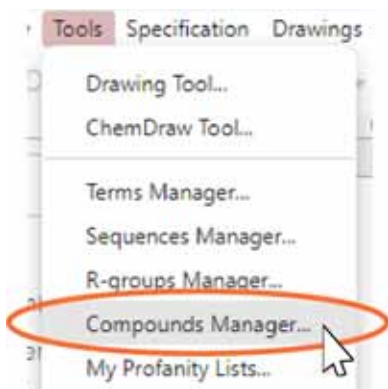 Tools Specification Drawings
Drawing Tool...
ChemDraw Tool...
Terms Manager...
Sequences Manager...
R-groups Manager...
Compounds Manager...
My Profanity Lists...